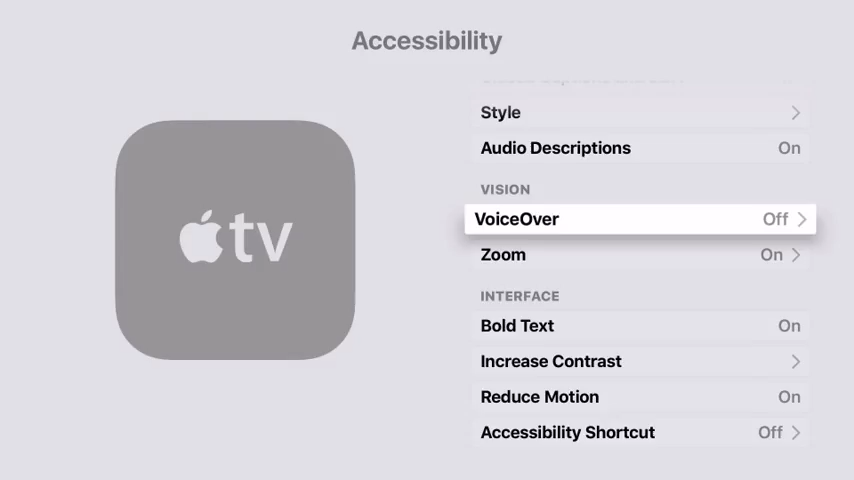 Accessibility
Style
Audio Descriptions On
VISION
VoiceOver Off
Zoom On
INTERFACE
Bold Text On
Increase Contrast
Reduce Motion On
Accessibility Shortcut Off
tv